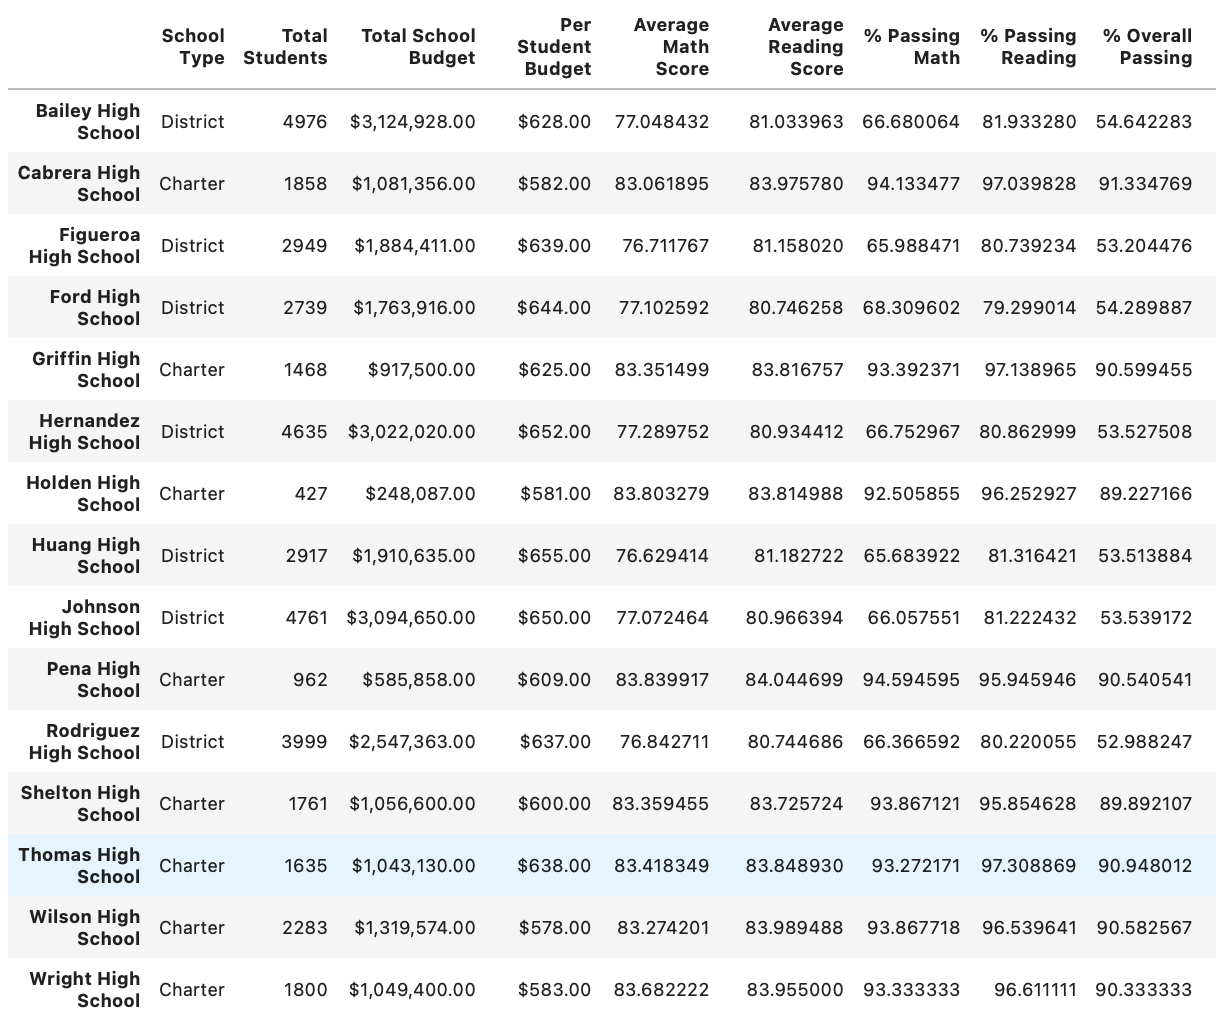 School Type Total Students Total School Budget Per Student Budget Average Math Score Average Reading Score % Passing Math % Passing Reading % Overall Passing
Bailey High School District 4976 $3,124,928.00 $628.00 77.048432 81.033963 66.680064 81.933280 54.642283
Cabrera High School Charter 1858 $1,081,356.00 $582.00 83.061895 83.975780 94.133477 97.039828 91.334769
Figueroa High School District 2949 $1,884,411.00 $639.00 76.711767 81.158020 65.988471 80.739234 53.204476
Ford High School District 2739 $1,763,916.00 $644.00 77.102592 80.746258 68.309602 79.299014 54.289887
Griffin High School Charter 1468 $917,500.00 $625.00 83.351499 83.816757 93.392371 97.138965 90.599455
Hernandez High School District 4635 $3,022,020.00 $652.00 77.289752 80.934412 66.752967 80.862999 53.527508
Holden High School Charter 427 $248,087.00 $581.00 83.803279 83.814988 92.505855 96.252927 89.227166
Huang High School District 2917 $1,910,635.00 $655.00 76.629414 81.182722 65.683922 81.316421 53.513884
Johnson High School District 4761 $3,094,650.00 $650.00 77.072464 80.966394 66.057551 81.222432 53.539172
Pena High School Charter 962 $585,858.00 $609.00 83.839917 84.044699 94.594595 95.945946 90.540541
Rodriguez High School District 3999 $2,547,363.00 $637.00 76.842711 80.744686 66.366592 80.220055 52.988247
Shelton High School Charter 1761 $1,056,600.00 $600.00 83.359455 83.725724 93.867121 95.854628 89.892107
Thomas High School Charter 1635 $1,043,130.00 $638.00 83.418349 83.848930 93.272171 97.308869 90.948012
Wilson High School Charter 2283 $1,319,574.00 $578.00 83.274201 83.989488 93.867718 96.539641 90.582567
Wright High School Charter 1800 $1,049,400.00 $583.00 83.682222 83.955000 93.333333 96.611111 90.333333